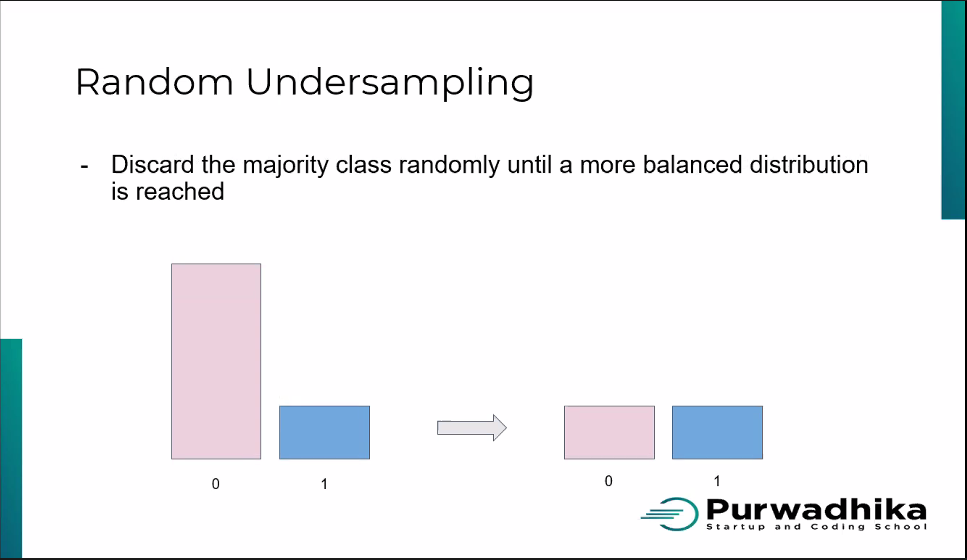 Random Undersampling
- Discard the majority class randomly until a more balanced distribution
is reached
0 1 0 1
Purwadhika
Startup and Coding School